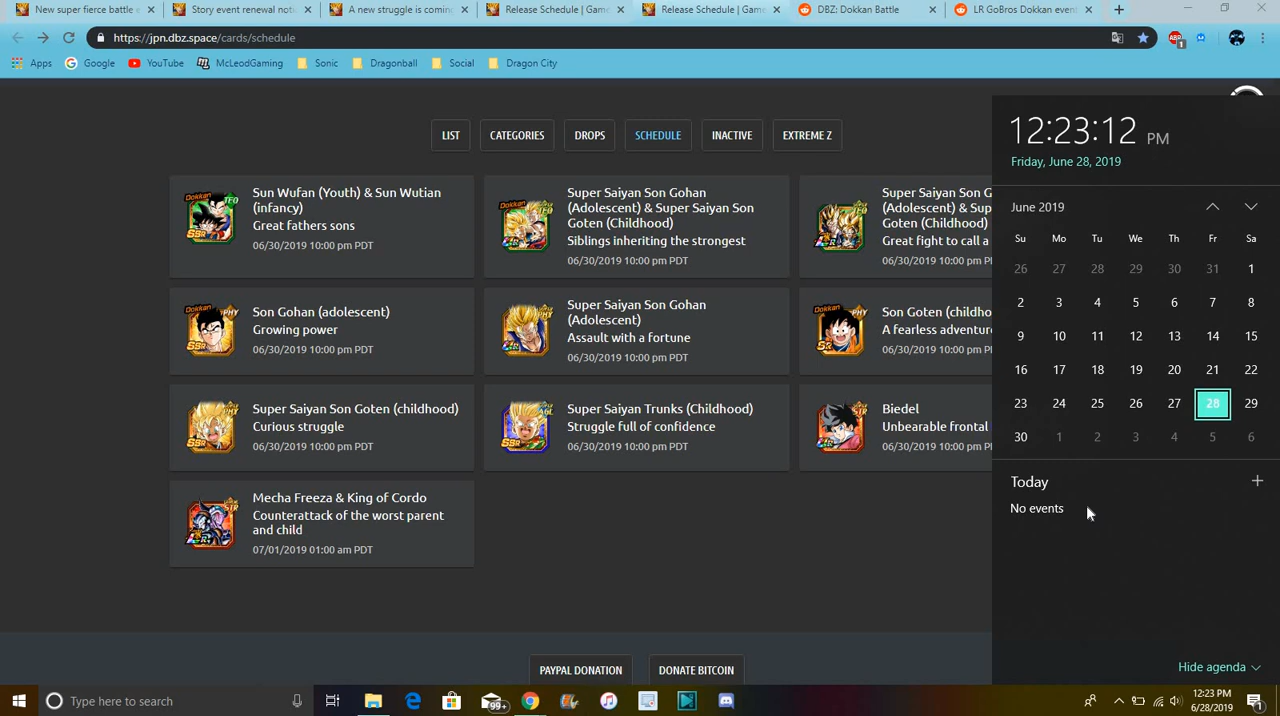 New super fierce battle e
Story event renewal noti
A new struggle is comin
Release Schedule | Game
Release Schedule | Game
DBZ: Dokkan Battle
LR GoBros Dokkan event
https://jpn.dbz.space/cards/schedule
Apps
Google
YouTube
McLeodGaming
Sonic
Dragonball
Social
Dragon City
LIST
CATEGORIES
DROPS
SCHEDULE
INACTIVE
EXTREME Z
Sun Wufan (Youth) & Sun Wutian
(infancy)
Great fathers sons
06/30/2019 10:00 pm PDT
Super Saiyan Son Gohan
(Adolescent) & Super Saiyan Son
Goten (Childhood)
Siblings inheriting the strongest
06/30/2019 10:00 pm PDT
Super Saiyan Son G
(Adolescent) & Sup
Goten (Childhood)
Great fight to call a
06/30/2019 10:00 pm
Son Gohan (adolescent)
Growing power
06/30/2019 10:00 pm PDT
Super Saiyan Son Gohan
(Adolescent)
Assault with a fortune
06/30/2019 10:00 pm PDT
Son Goten (childho
A fearless adventure
06/30/2019 10:00 pm
Super Saiyan Son Goten (childhood)
Curious struggle
06/30/2019 10:00 pm PDT
Super Saiyan Trunks (Childhood)
Struggle full of confidence
06/30/2019 10:00 pm PDT
Biedel
Unbearable frontal
06/30/2019 10:00 pm
Mecha Freeza & King of Cordo
Counterattack of the worst parent
and child
07/01/2019 01:00 am PDT
PAYPAL DONATION
DONATE BITCOIN
12:23:12 PM
Friday, June 28, 2019
June 2019
Su Mo Tu We Th Fr Sa
26 27 28 29 30 31 1
2 3 4 5 6 7 8
9 10 11 12 13 14 15
16 17 18 19 20 21 22
23 24 25 26 27 28 29
30 1 2 3 4 5 6
Today
No events
Hide agenda
Type here to search
99+
12:23 PM
6/28/2019